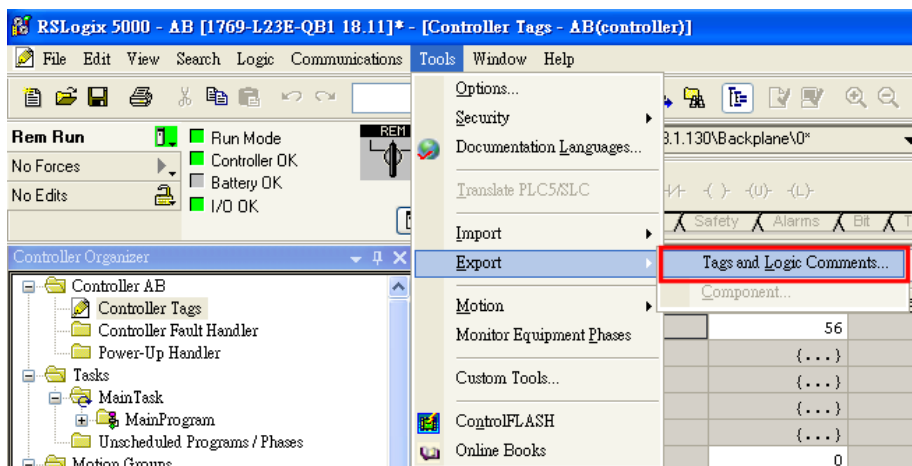 RSLogix 5000 - AB [1769-L23E-QB1 18.11]* - [Controller Tags - AB(controller)]
File Edit View Search Logic Communications Tools Window Help
Rem Run
No Forces
No Edits
Run Mode
Controller OK
Battery OK
I/O OK
REM
3.1.130\Backplane\0*
Safety Alarms Bit
Options...
Security
Documentation Languages...
Translate PLC5/SLC
Import
Export
Motion
Monitor Equipment Phases
Custom Tools...
ControlFLASH
Online Books
Tags and Logic Comments...
Component...
Controller Organizer
Controller AB
Controller Tags
Controller Fault Handler
Power-Up Handler
Tasks
MainTask
MainProgram
Unscheduled Programs / Phases
Motion Groups
56
{...}
{...}
{...}
{...}
0